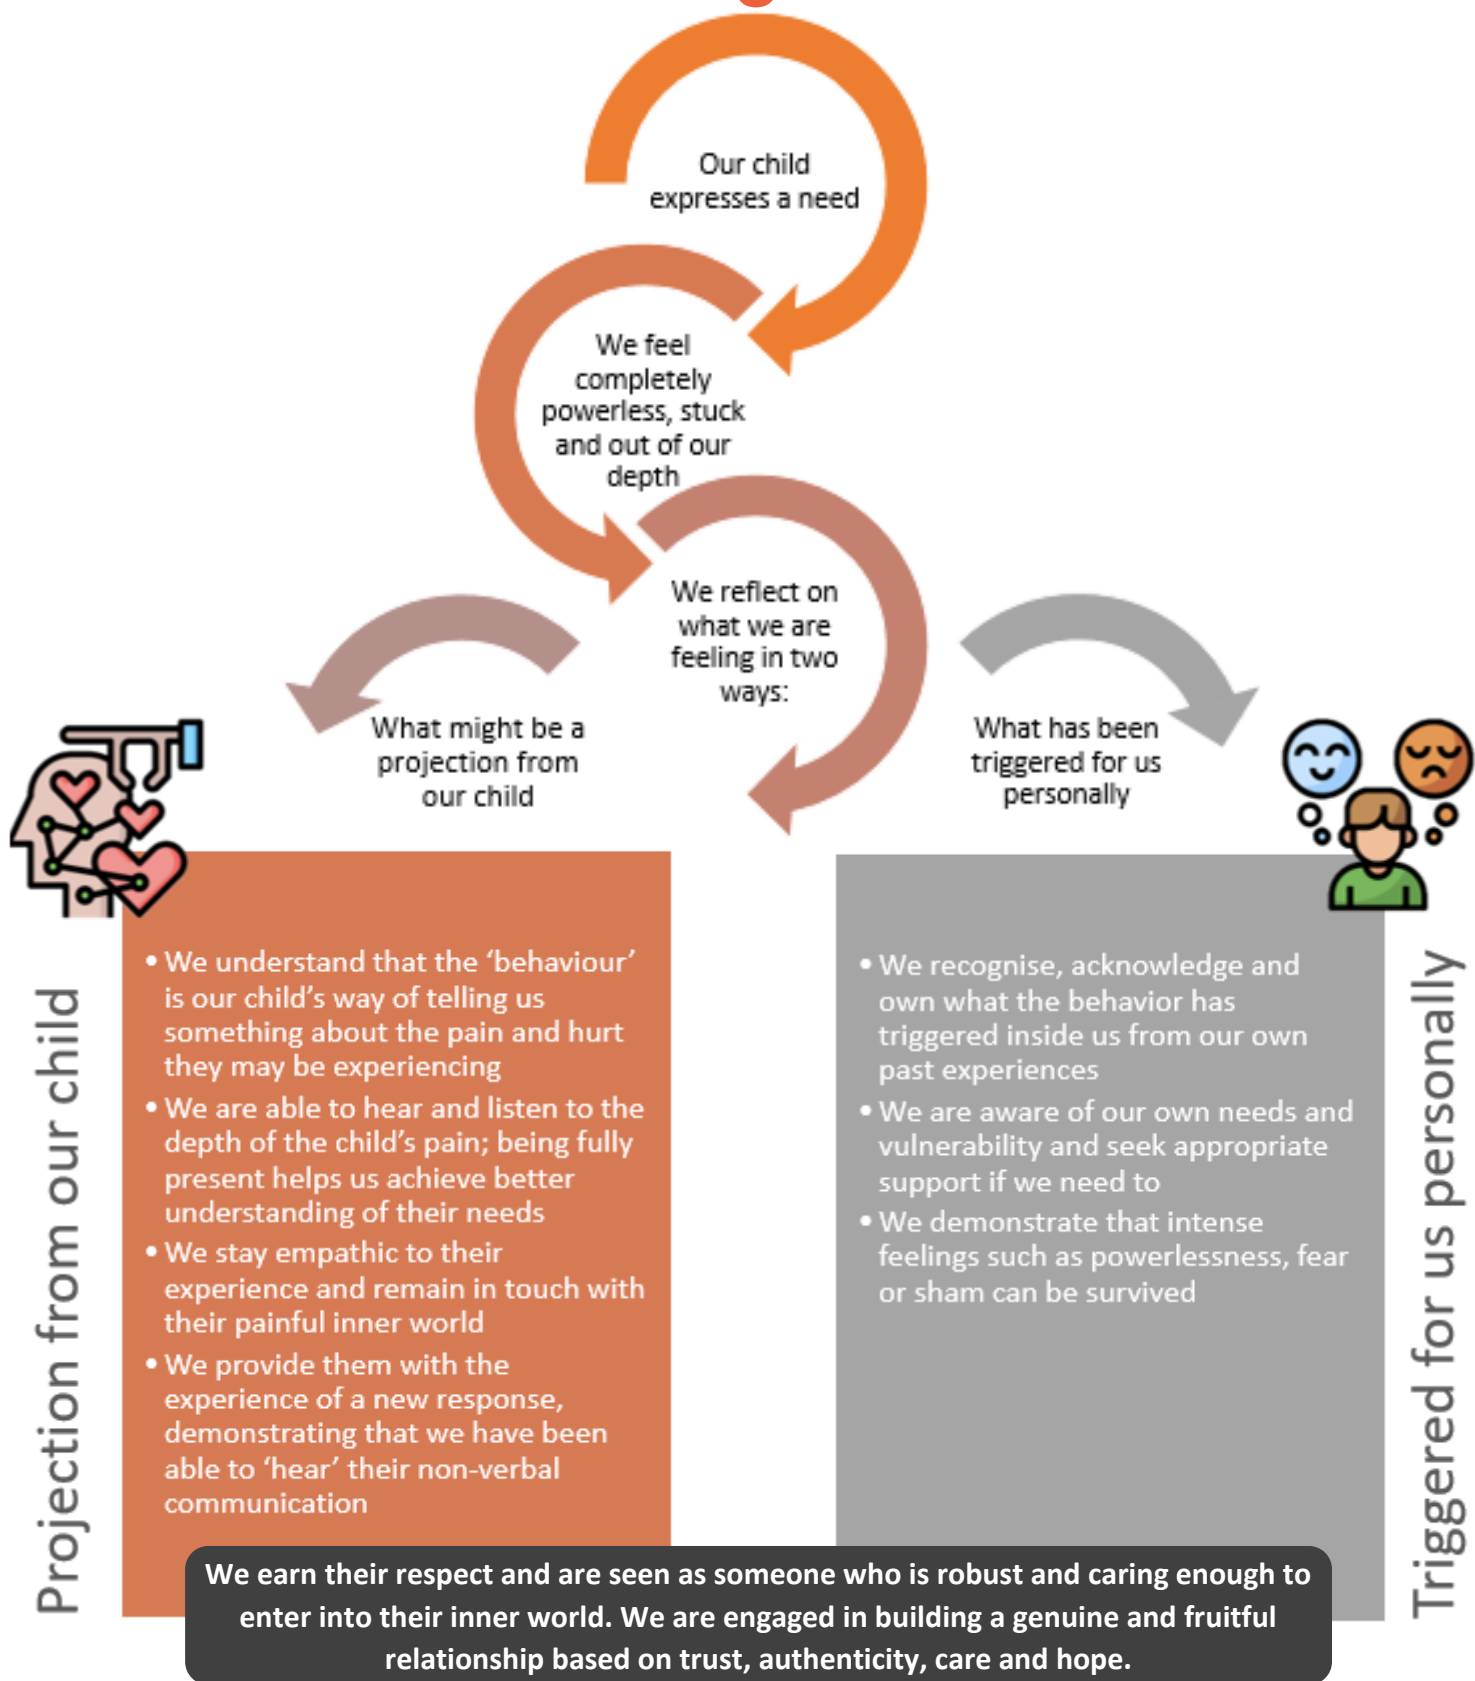 Our child
expresses a need
We feel
completely
powerless, stuck
and out of our
depth
We reflect on
what we are
feeling in two
ways:
What might be a
projection from
our child
What has been
triggered for us
personally
Projection from our child
• We understand that the ‘behaviour’
is our child’s way of telling us
something about the pain and hurt
they may be experiencing
• We are able to hear and listen to the
depth of the child’s pain; being fully
present helps us achieve better
understanding of their needs
• We stay empathic to their
experience and remain in touch with
their painful inner world
• We provide them with the
experience of a new response,
demonstrating that we have been
able to ‘hear’ their non-verbal
communication
• We recognise, acknowledge and
own what the behavior has
triggered inside us from our own
past experiences
• We are aware of our own needs and
vulnerability and seek appropriate
support if we need to
• We demonstrate that intense
feelings such as powerlessness, fear
or sham can be survived
Triggered for us personally
We earn their respect and are seen as someone who is robust and caring enough to
enter into their inner world. We are engaged in building a genuine and fruitful
relationship based on trust, authenticity, care and hope.